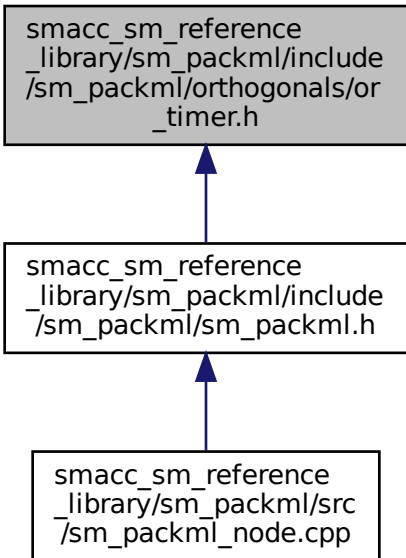 smacc_sm_reference
_library/sm_packml/include
/sm_packml/orthogonals/or
_timer.h
smacc_sm_reference
_library/sm_packml/include
/sm_packml/sm_packml.h
smacc_sm_reference
_library/sm_packml/src
/sm_packml_node.cpp